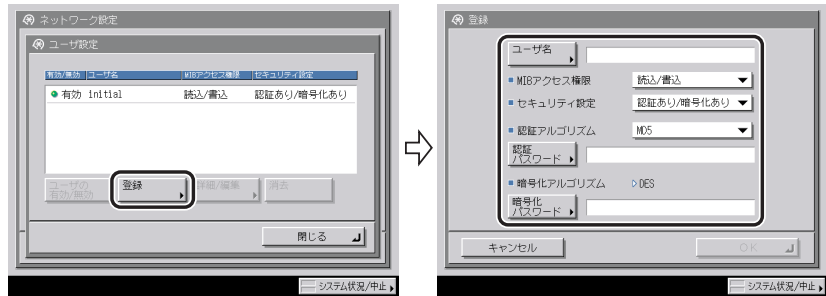 ネットワーク設定
ユーザ設定
有効/無効 ユーザ名 MIBアクセス権限 セキュリティ設定
有効 initial 読込/書込 認証あり/暗号化あり
ユーザの
有効/無効
登録
詳細/編集
消去
閉じる
システム状況/中止
登録
ユーザ名
MIBアクセス権限 読込/書込
セキュリティ設定 認証あり/暗号化あり
認証アルゴリズム MD5
認証
パスワード
暗号化アルゴリズム DES
暗号化
パスワード
キャンセル OK
システム状況/中止